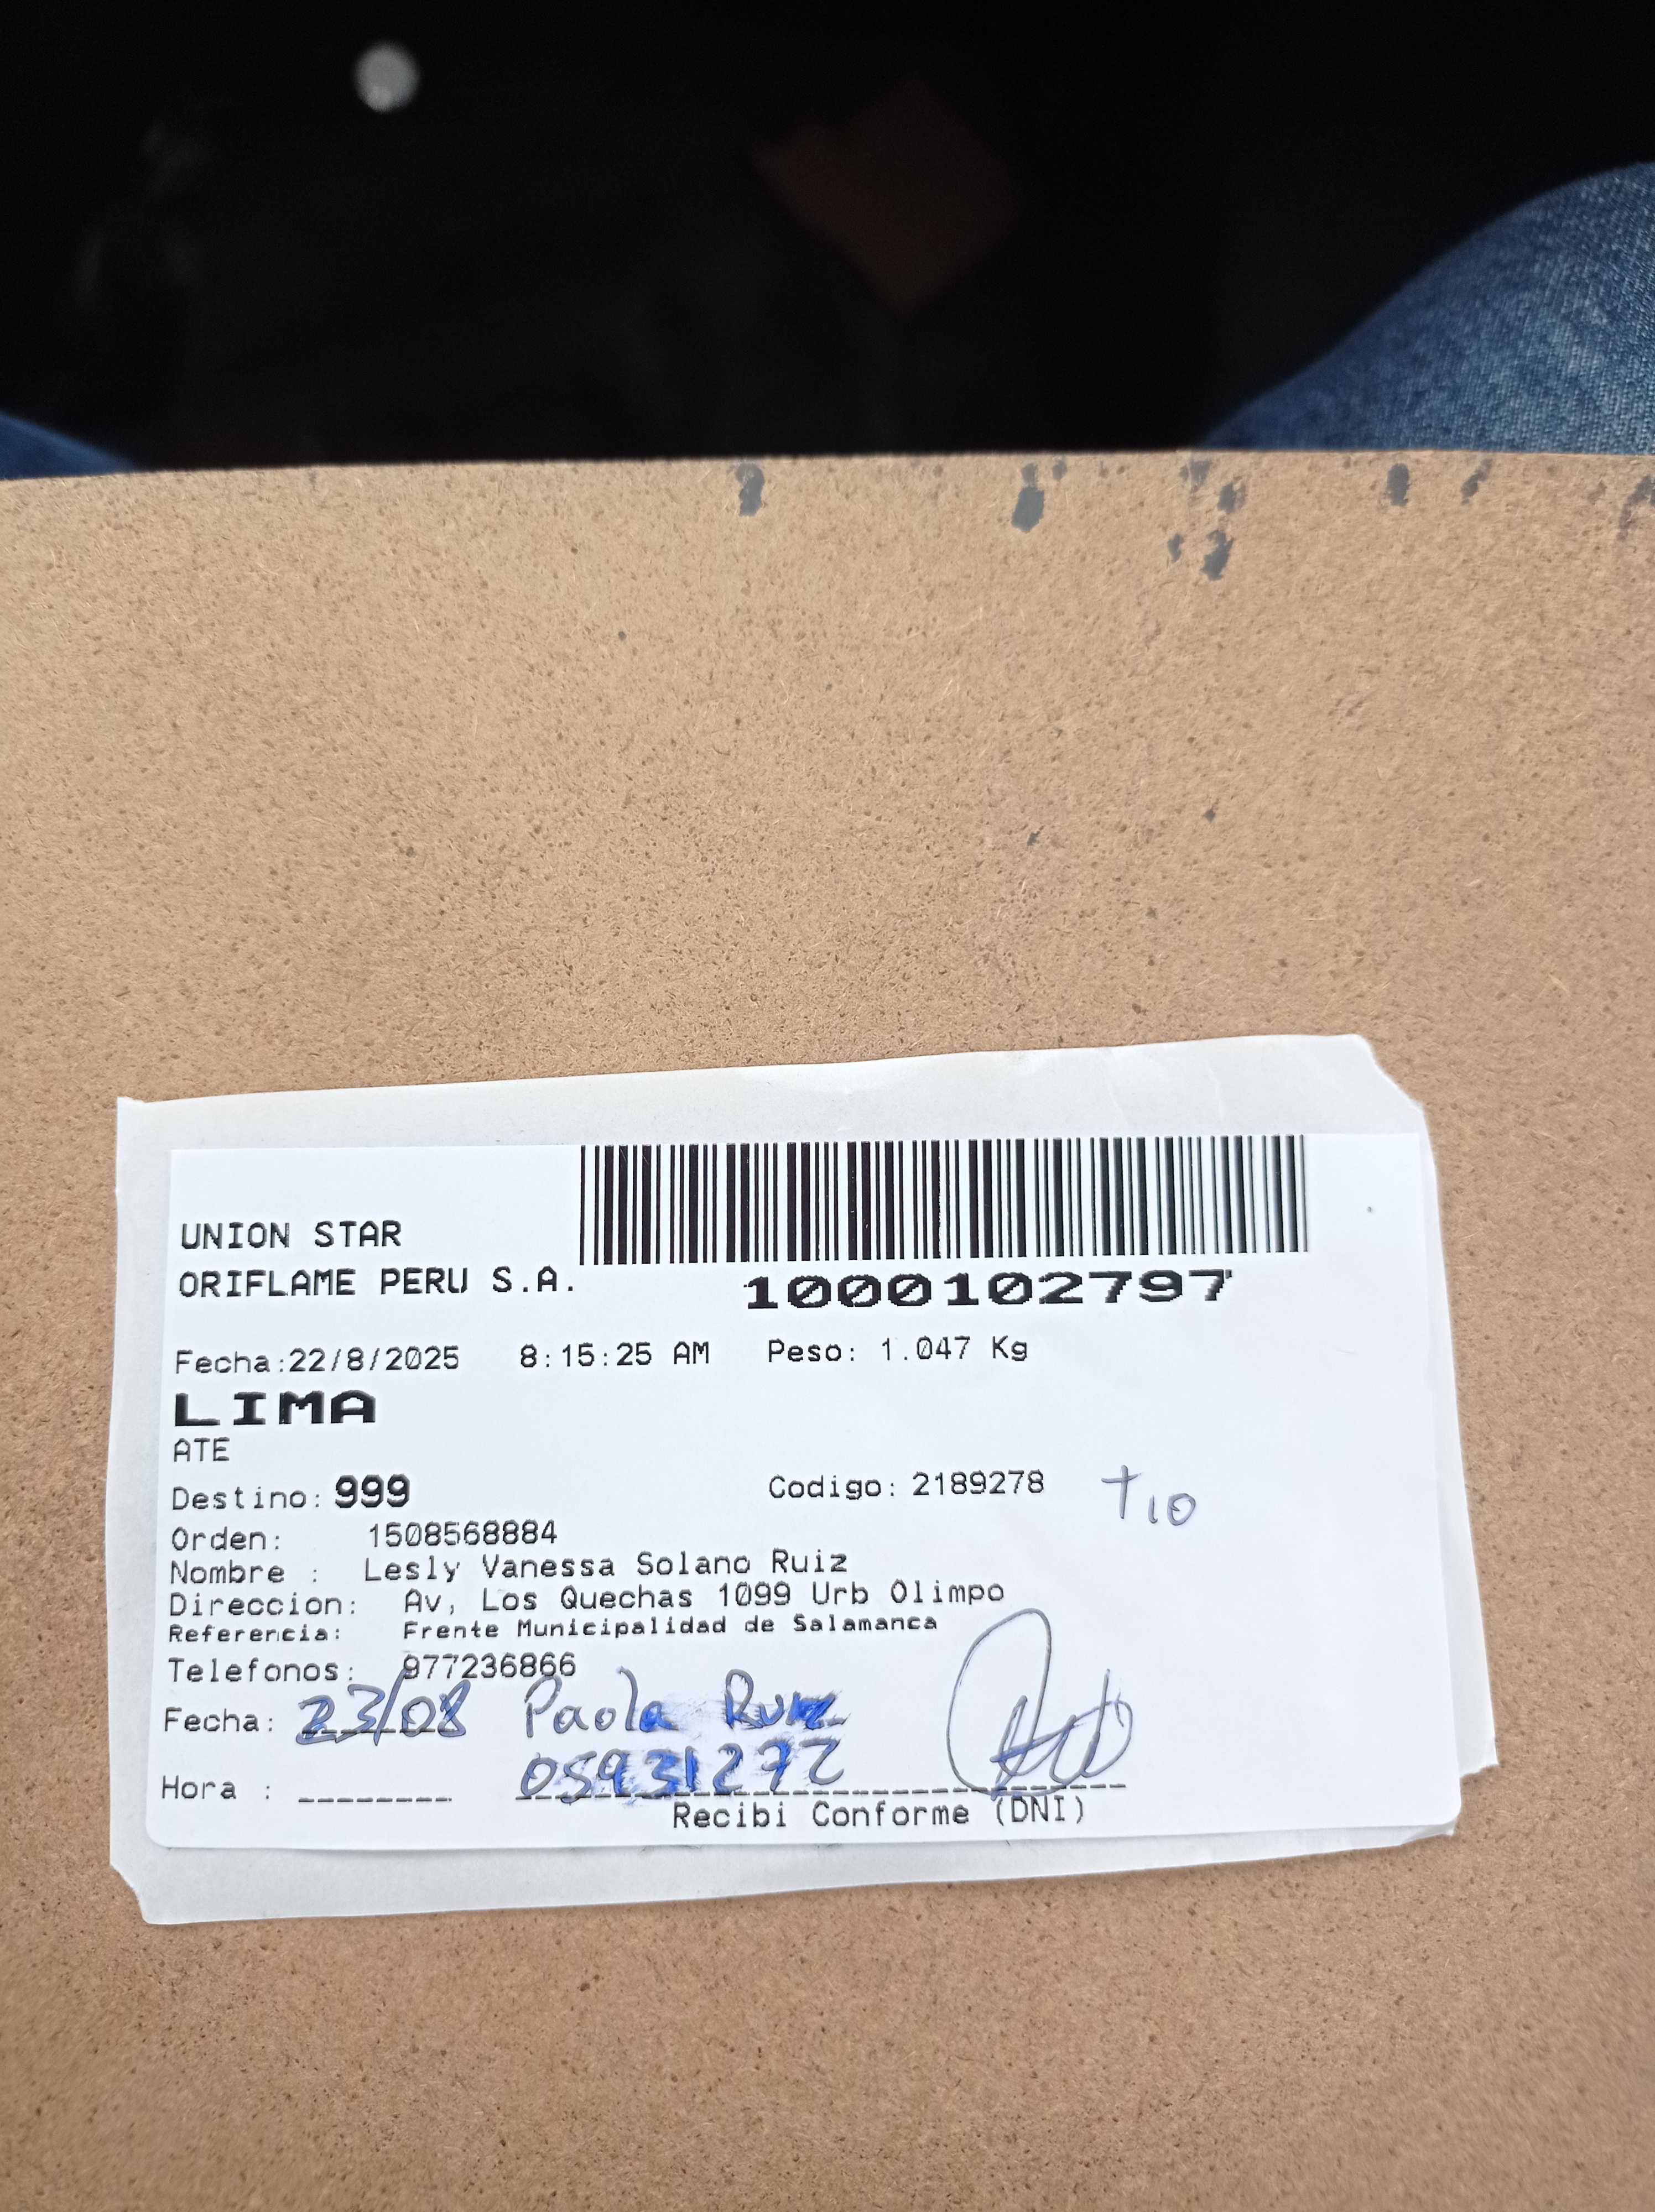 UNION STAR
ORIFLAME PERU S.A.
1000102797
Fecha:22/8/2025 8:15:25 AM Peso: 1.047 Kg
LIMA
ATE
Destino: 999 Codigo: 2189278 T10
Orden: 1508568884
Nombre : Lesly Vanessa Solano Ruiz
Direccion: Av, Los Quechas 1099 Urb Olimpo
Referencia: Frente Municipalidad de Salamanca
Telefonos: 977236866
Fecha: 23/08 Paola Ruiz
Hora : 05931272
Recibi Conforme (DNI)